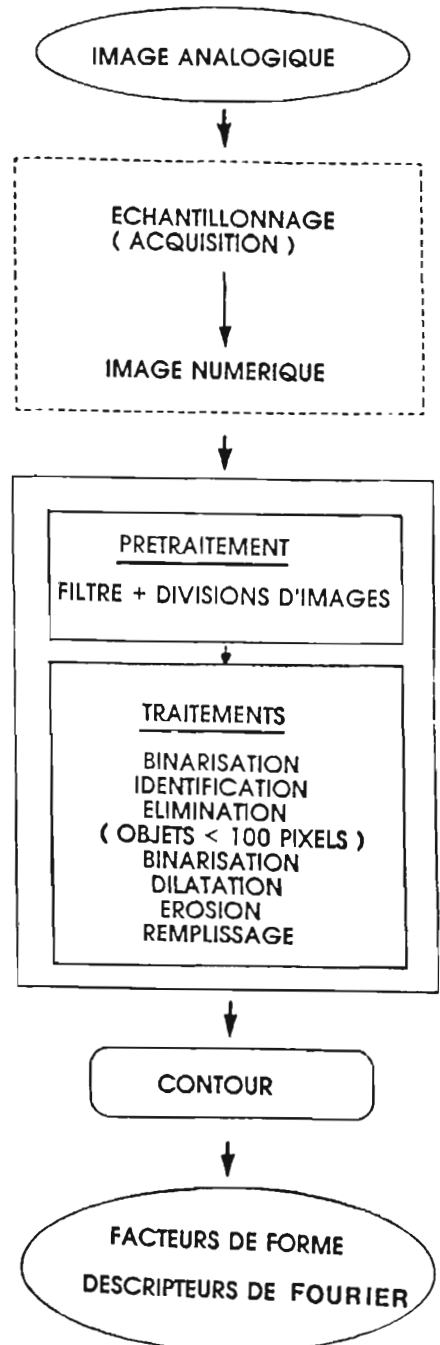 IMAGE ANALOGIQUE
ECHANTILLONNAGE
( ACQUISITION )
IMAGE NUMERIQUE
PRETRAITEMENT
FILTRE + DIVISIONS D'IMAGES
TRAITEMENTS
BINARISATION
IDENTIFICATION
ELIMINATION
( OBJETS < 100 PIXELS )
BINARISATION
DILATATION
EROSION
REMPLISSAGE
CONTOUR
FACTEURS DE FORME
DESCRIPTEURS DE FOURIER